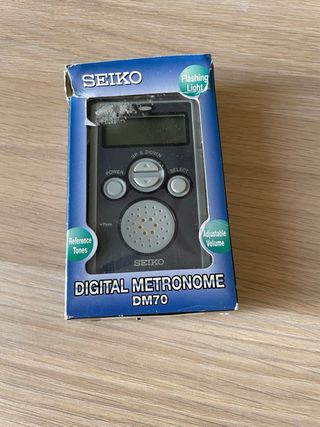 SEIKO
Flashing
Light
UP & DOWN
POWER
SELECT
Reference
Tones
Adjustable
Volume
SEIKO
DIGITAL METRONOME
DM70